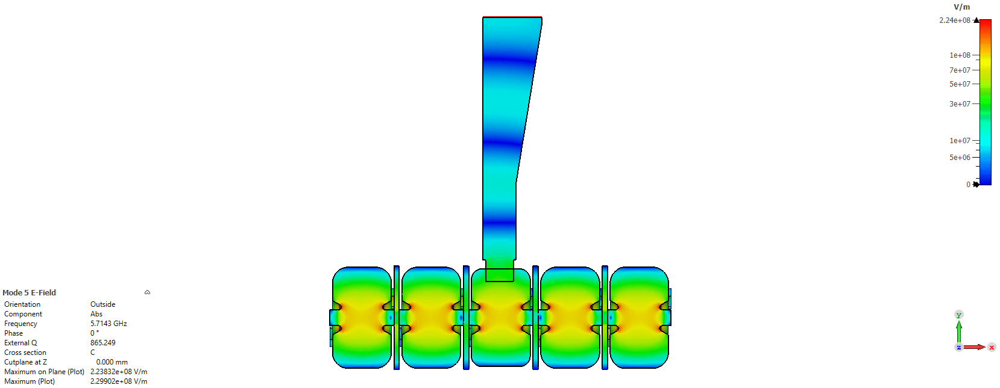 V/m
2.24e+08
1e+08
7e+07
5e+07
3e+07
1e+07
5e+06
0
Mode 5 E-Field
Orientation Outside
Component Abs
Frequency 5.7143 GHz
Phase 0 °
External Q 865.249
Cross section C
Cutplane at Z 0.000 mm
Maximum on Plane (Plot) 2.23832e+08 V/m
Maximum (Plot) 2.29902e+08 V/m
y
z x